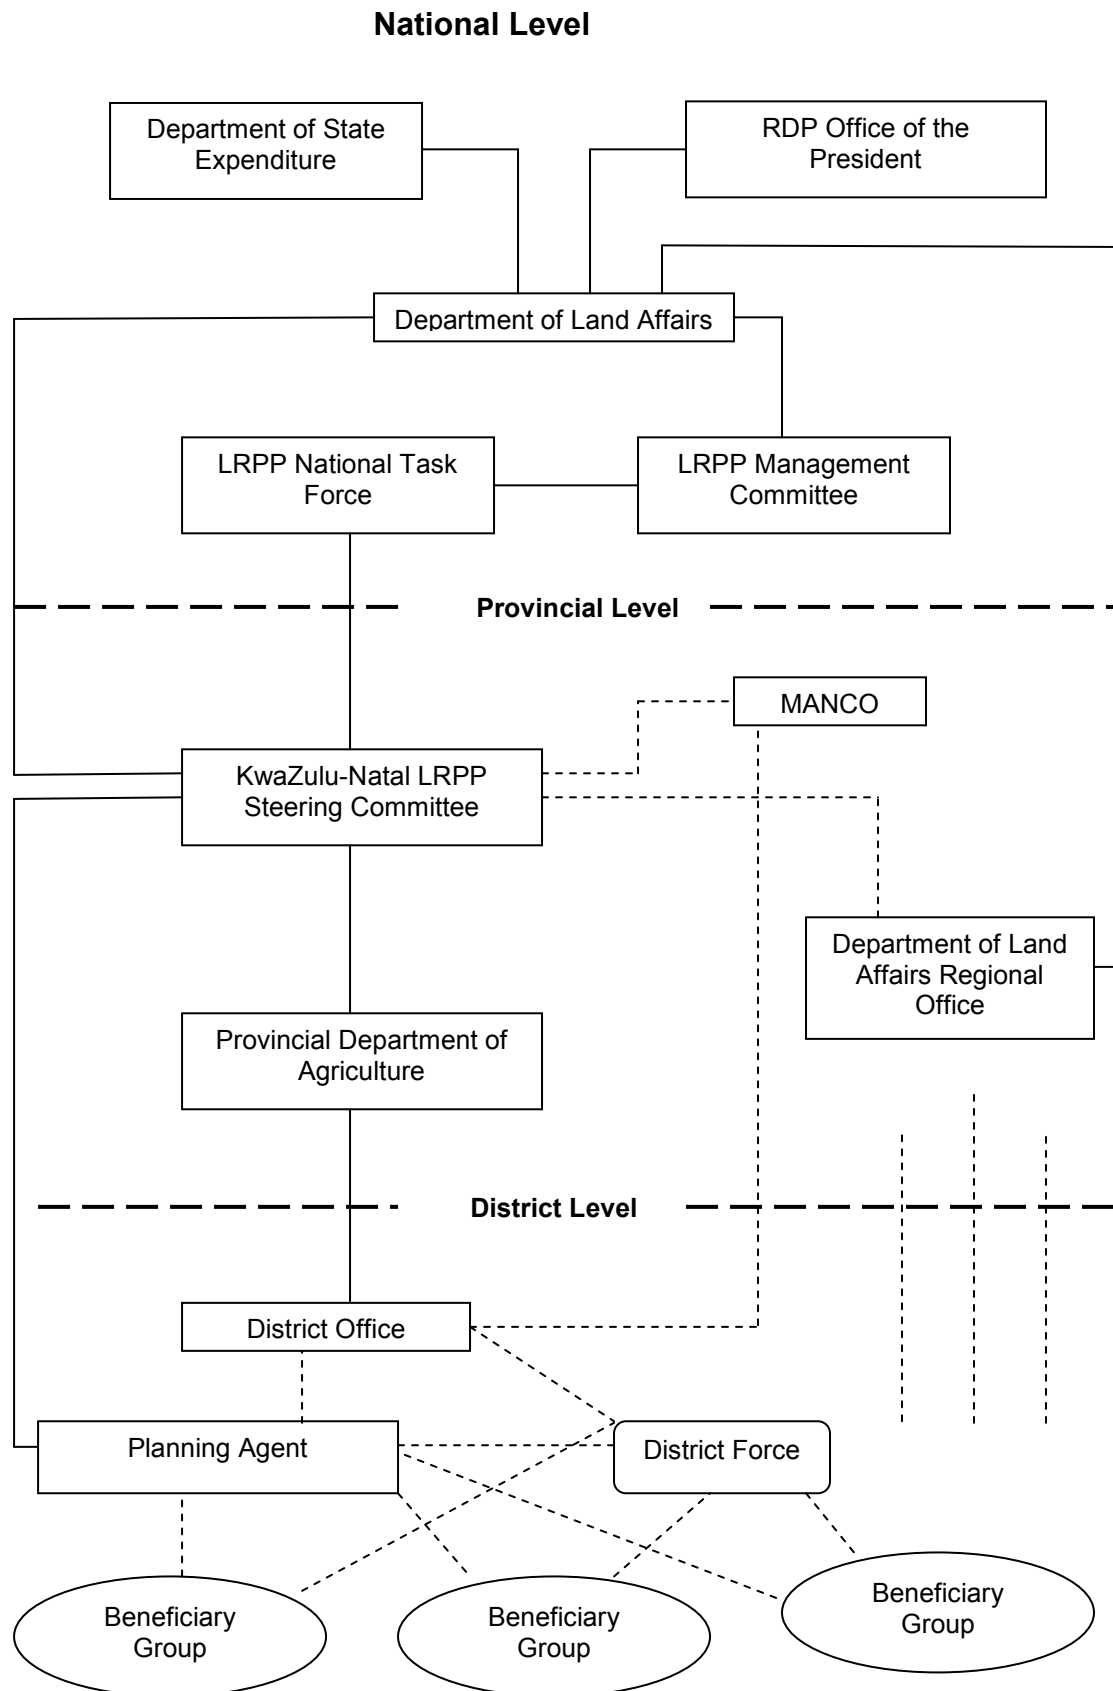 National Level
Department of State
Expenditure
RDP Office of the
President
Department of Land Affairs
LRPP National Task
Force
LRPP Management
Committee
Provincial Level
MANCO
KwaZulu-Natal LRPP
Steering Committee
Department of Land
Affairs Regional
Office
Provincial Department of
Agriculture
District Level
District Office
Planning Agent
District Force
Beneficiary
Group
Beneficiary
Group
Beneficiary
Group